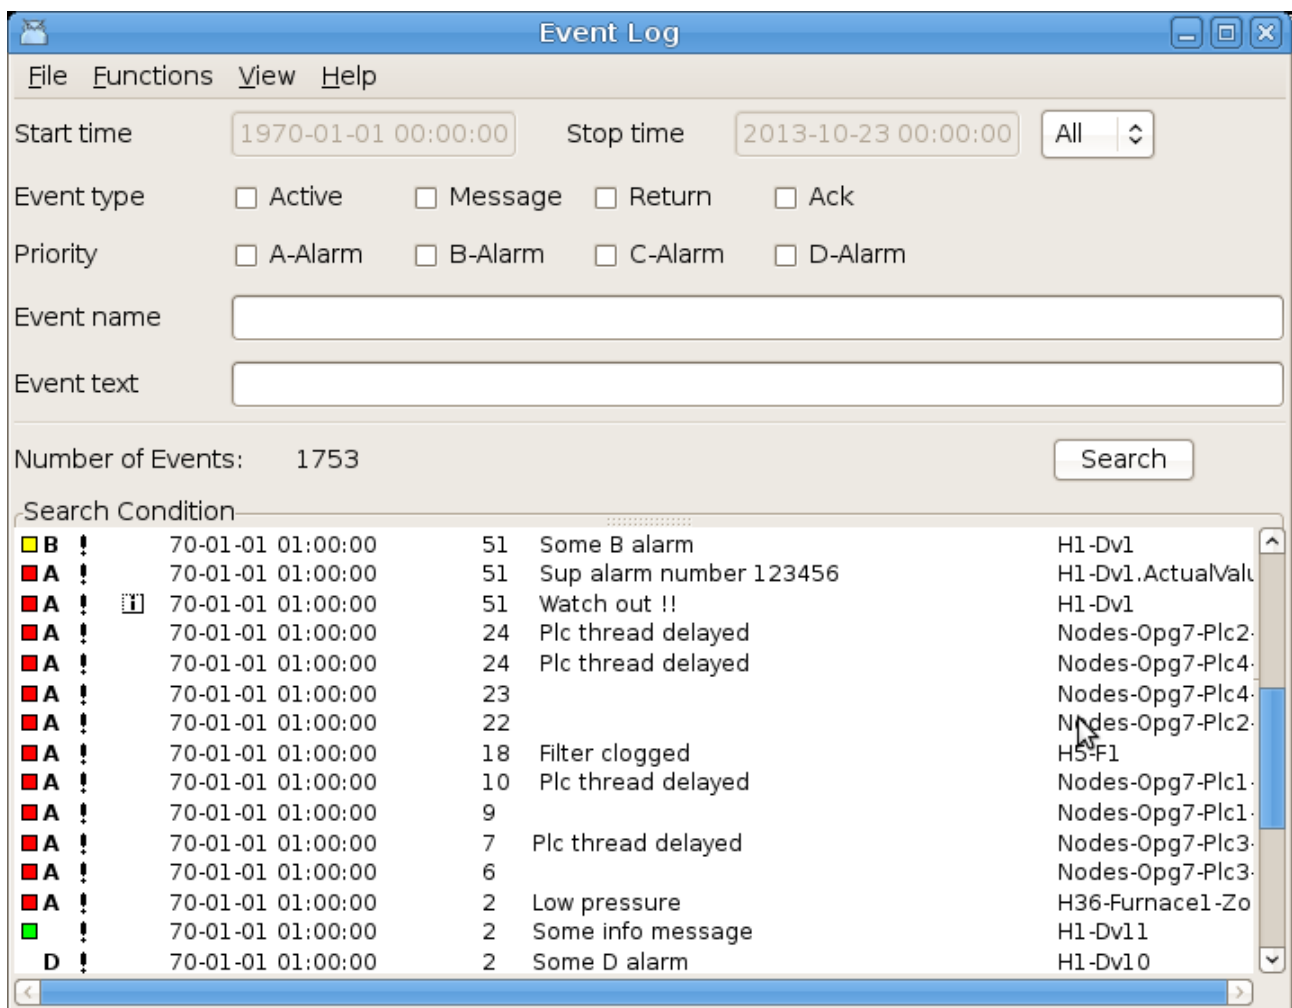 Event Log
File Functions View Help
Start time 1970-01-01 00:00:00 Stop time 2013-10-23 00:00:00 All
Event type Active Message Return Ack
Priority A-Alarm B-Alarm C-Alarm D-Alarm
Event name
Event text
Number of Events: 1753 Search
Search Condition
B ! 70-01-01 01:00:00 51 Some B alarm H1-Dv1
A ! 70-01-01 01:00:00 51 Sup alarm number 123456 H1-Dv1.ActualValu
A ! i 70-01-01 01:00:00 51 Watch out !! H1-Dv1
A ! 70-01-01 01:00:00 24 Plc thread delayed Nodes-Opg7-Plc2-
A ! 70-01-01 01:00:00 24 Plc thread delayed Nodes-Opg7-Plc4-
A ! 70-01-01 01:00:00 23 Nodes-Opg7-Plc4-
A ! 70-01-01 01:00:00 22 Nodes-Opg7-Plc2-
A ! 70-01-01 01:00:00 18 Filter clogged H5-F1
A ! 70-01-01 01:00:00 10 Plc thread delayed Nodes-Opg7-Plc1-
A ! 70-01-01 01:00:00 9 Nodes-Opg7-Plc1-
A ! 70-01-01 01:00:00 7 Plc thread delayed Nodes-Opg7-Plc3-
A ! 70-01-01 01:00:00 6 Nodes-Opg7-Plc3-
A ! 70-01-01 01:00:00 2 Low pressure H36-Furnace1-Zo
! 70-01-01 01:00:00 2 Some info message H1-Dv11
D ! 70-01-01 01:00:00 2 Some D alarm H1-Dv10